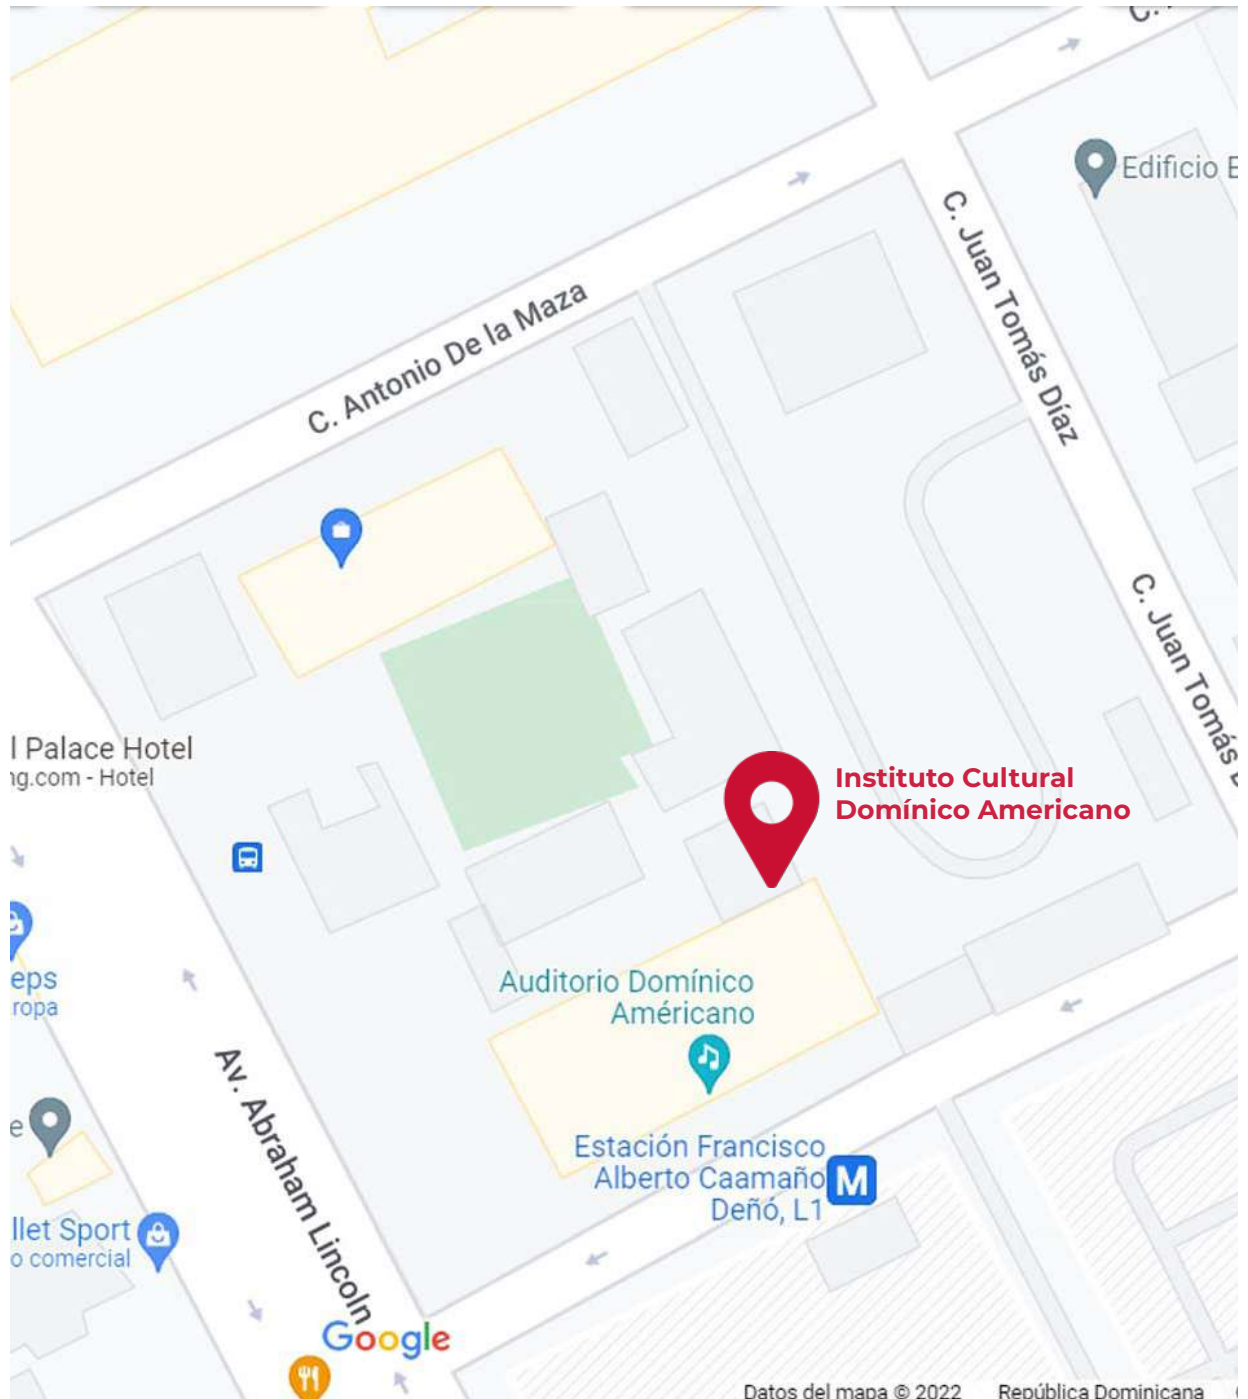 Edificio
C. Juan Tomás Díaz
C. Antonio De la Maza
C. Juan Tomás
l Palace Hotel
ng.com - Hotel
Instituto Cultural
Domínico Americano
eps
ropa
Auditorio Domínico
Américano
Av. Abraham Lincoln
e
Estación Francisco
Alberto Caamaño
Deñó, L1
M
llet Sport
o comercial
Google
Datos del mapa © 2022 República Dominicana